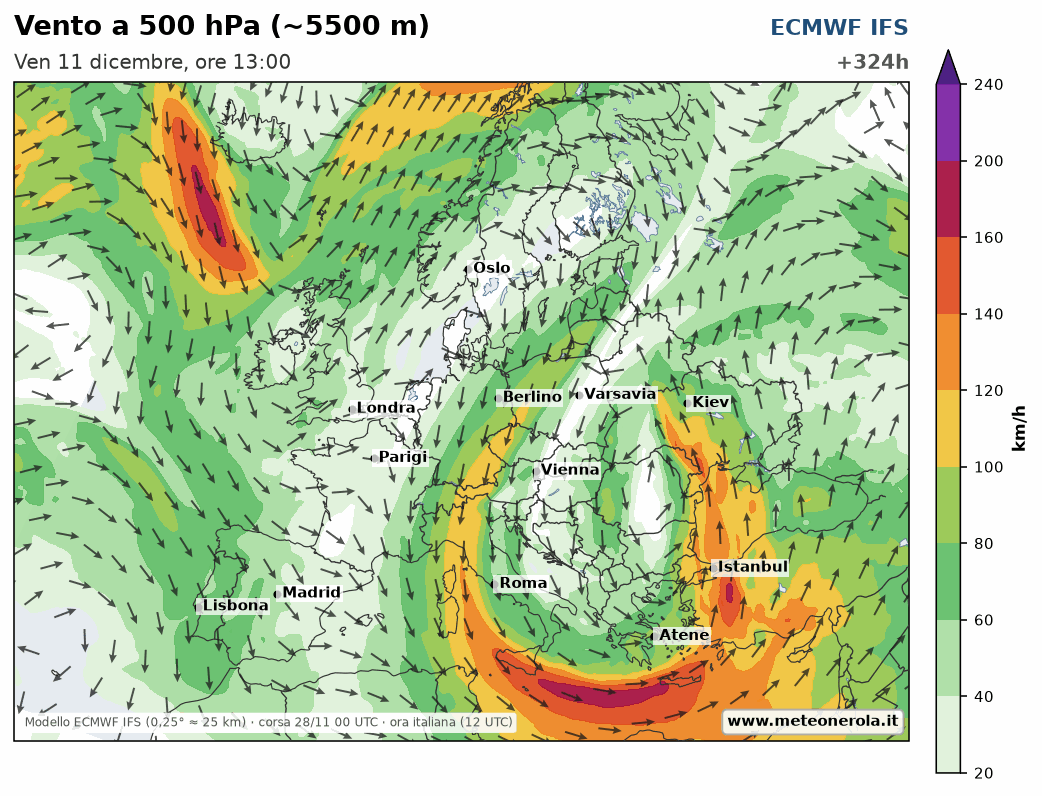 Vento a 500 hPa (~5500 m)
ECMWF IFS
Ven 11 dicembre, ore 13:00
+324h
240
200
160
140
120
100
80
60
40
20
km/h
Oslo
Berlino
Varsavia
Kiev
Londra
Parigi
Vienna
Istanbul
Roma
Madrid
Lisbona
Atene
Modello ECMWF IFS (0,25° ≈ 25 km) · corsa 28/11 00 UTC · ora italiana (12 UTC)
www.meteonerola.it